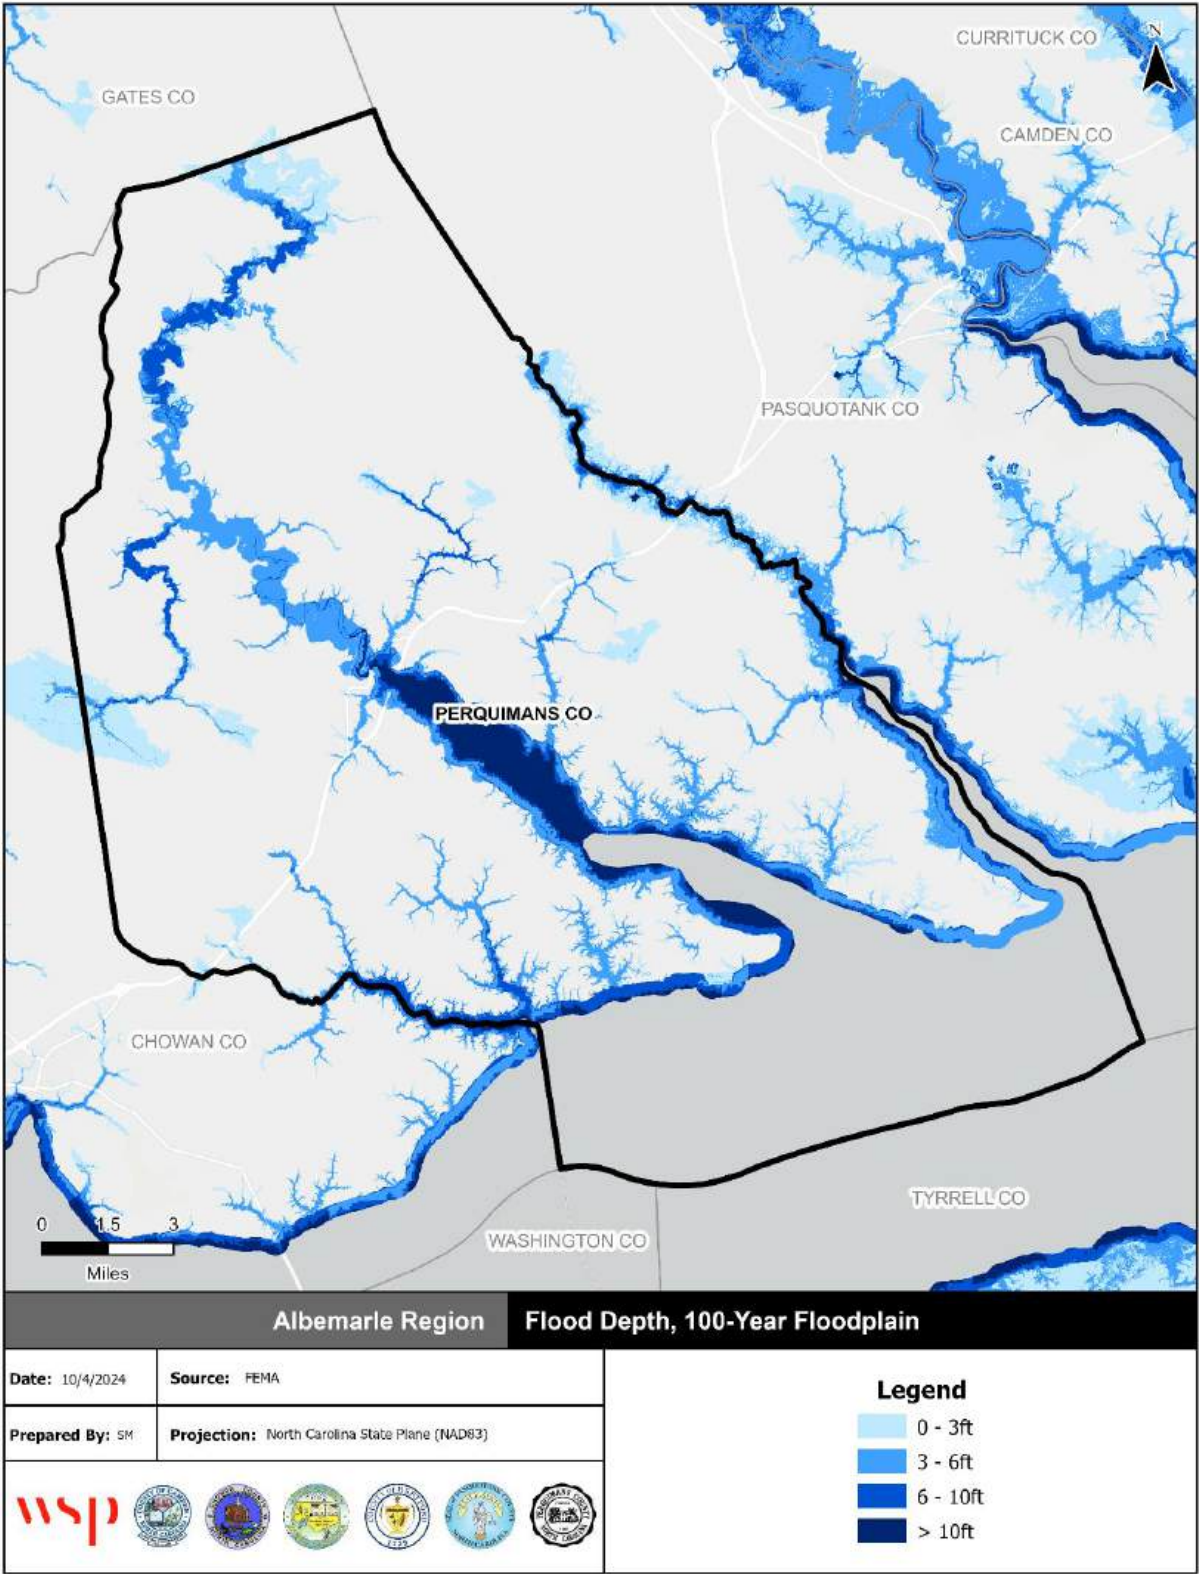 N
CURRITUCK CO
GATES CO
CAMDEN CO
PASQUOTANK CO
PERQUIMANS CO
CHOWAN CO
TYRRELL CO
WASHINGTON CO
0 1.5 3
Miles
Albemarle Region Flood Depth, 100-Year Floodplain
Date: 10/4/2024 Source: FEMA
Prepared By: SM Projection: North Carolina State Plane (NAD83)
wsp
Legend
0 - 3ft
3 - 6ft
6 - 10ft
> 10ft